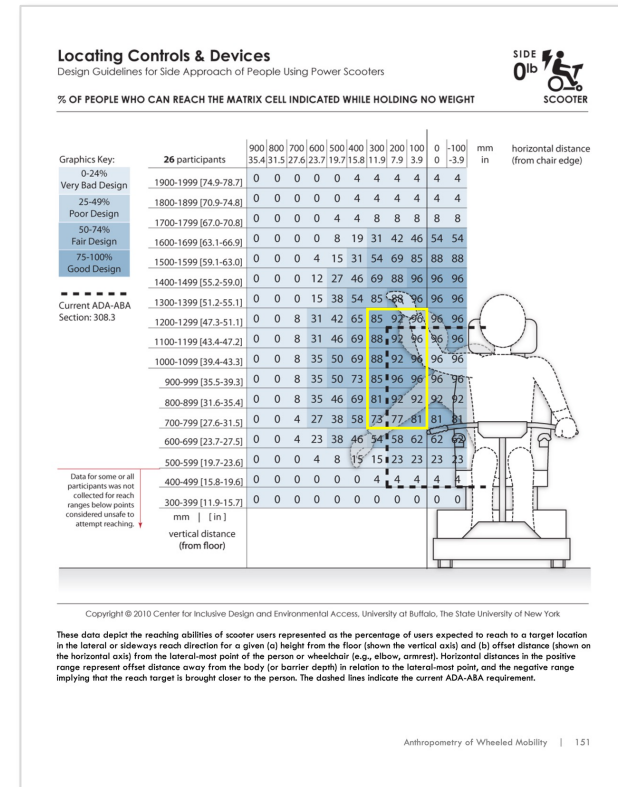 Locating Controls & Devices
Design Guidelines for Side Approach of People Using Power Scooters
SIDE
0lb
SCOOTER
% OF PEOPLE WHO CAN REACH THE MATRIX CELL INDICATED WHILE HOLDING NO WEIGHT
900 800 700 600 500 400 300 200 100 0 -100 mm horizontal distance
Graphics Key: 26 participants 35.4 31.5 27.6 23.7 19.7 15.8 11.9 7.9 3.9 0 -3.9 in (from chair edge)
0-24%
Very Bad Design
25-49%
Poor Design
50-74%
Fair Design
75-100%
Good Design
Current ADA-ABA
Section: 308.3
1900-1999 [74.9-78.7] 0 0 0 0 0 4 4 4 4 4 4
1800-1899 [70.9-74.8] 0 0 0 0 0 4 4 4 4 4 4
1700-1799 [67.0-70.8] 0 0 0 0 4 4 8 8 8 8 8
1600-1699 [63.1-66.9] 0 0 0 0 8 19 31 42 46 54 54
1500-1599 [59.1-63.0] 0 0 0 4 15 31 54 69 85 88 88
1400-1499 [55.2-59.0] 0 0 0 12 27 46 69 88 96 96 96
1300-1399 [51.2-55.1] 0 0 0 15 38 54 85 88 96 96 96
1200-1299 [47.3-51.1] 0 0 8 31 42 65 85 92 96 96 96
1100-1199 [43.4-47.2] 0 0 8 31 46 69 88 92 96 96 96
1000-1099 [39.4-43.3] 0 0 8 35 50 69 88 92 96 96 96
900-999 [35.5-39.3] 0 0 8 35 50 73 85 96 96 96 96
800-899 [31.6-35.4] 0 0 8 35 46 69 81 92 92 92 92
700-799 [27.6-31.5] 0 0 4 27 38 58 73 77 81 81 81
600-699 [23.7-27.5] 0 0 4 23 38 46 54 58 62 62 62
500-599 [19.7-23.6] 0 0 0 4 8 15 15 23 23 23 23
400-499 [15.8-19.6] 0 0 0 0 0 0 4 4 4 4 4
300-399 [11.9-15.7] 0 0 0 0 0 0 0 0 0 0 0
Data for some or all
participants was not
collected for reach
ranges below points
considered unsafe to
attempt reaching.
mm | [in]
vertical distance
(from floor)
Copyright © 2010 Center for Inclusive Design and Environmental Access, University at Buffalo, The State University of New York
These data depict the reaching abilities of scooter users represented as the percentage of users expected to reach to a target location
in the lateral or sideways reach direction for a given (a) height from the floor (shown the vertical axis) and (b) offset distance (shown on
the horizontal axis) from the lateral-most point of the person or wheelchair (e.g., elbow, armrest). Horizontal distances in the positive
range represent offset distance away from the body (or barrier depth) in relation to the lateral-most point, and the negative range
implying that the reach target is brought closer to the person. The dashed lines indicate the current ADA-ABA requirement.
Anthropometry of Wheeled Mobility | 151